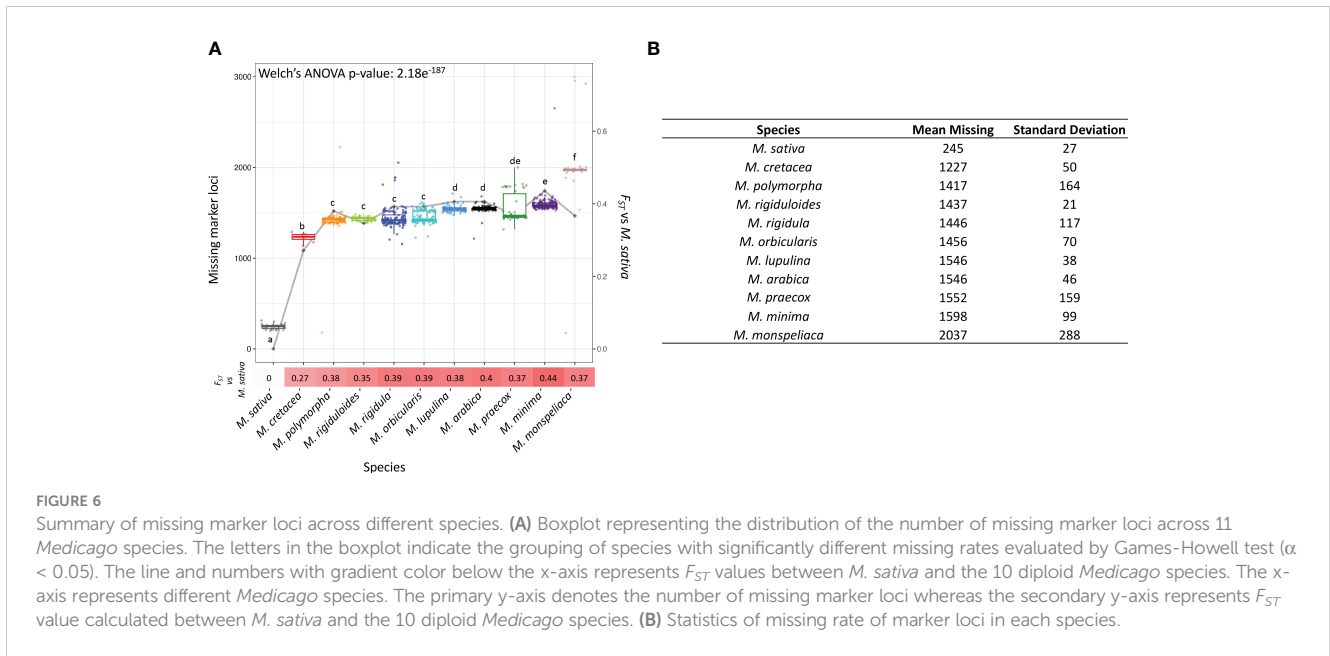 A
B
Welch's ANOVA p-value: 2.18e-187
3000
2000
1000
0
Missing marker loci
0.6
0.4
0.2
0.0
FST vs M. sativa
a
b
c
c
c
c
d
d
de
e
f
FST
vs
M. sativa
0 0.27 0.38 0.35 0.39 0.39 0.38 0.4 0.37 0.44 0.37
M. sativa
M. cretacea
M. polymorpha
M. rigiduloides
M. rigidula
M. orbicularis
M. lupulina
M. arabica
M. praecox
M. minima
M. monspeliaca
Species
Species Mean Missing Standard Deviation
M. sativa 245 27
M. cretacea 1227 50
M. polymorpha 1417 164
M. rigiduloides 1437 21
M. rigidula 1446 117
M. orbicularis 1456 70
M. lupulina 1546 38
M. arabica 1546 46
M. praecox 1552 159
M. minima 1598 99
M. monspeliaca 2037 288
FIGURE 6
Summary of missing marker loci across different species. (A) Boxplot representing the distribution of the number of missing marker loci across 11
Medicago species. The letters in the boxplot indicate the grouping of species with significantly different missing rates evaluated by Games-Howell test (α
< 0.05). The line and numbers with gradient color below the x-axis represents FST values between M. sativa and the 10 diploid Medicago species. The x-
axis represents different Medicago species. The primary y-axis denotes the number of missing marker loci whereas the secondary y-axis represents FST
value calculated between M. sativa and the 10 diploid Medicago species. (B) Statistics of missing rate of marker loci in each species.